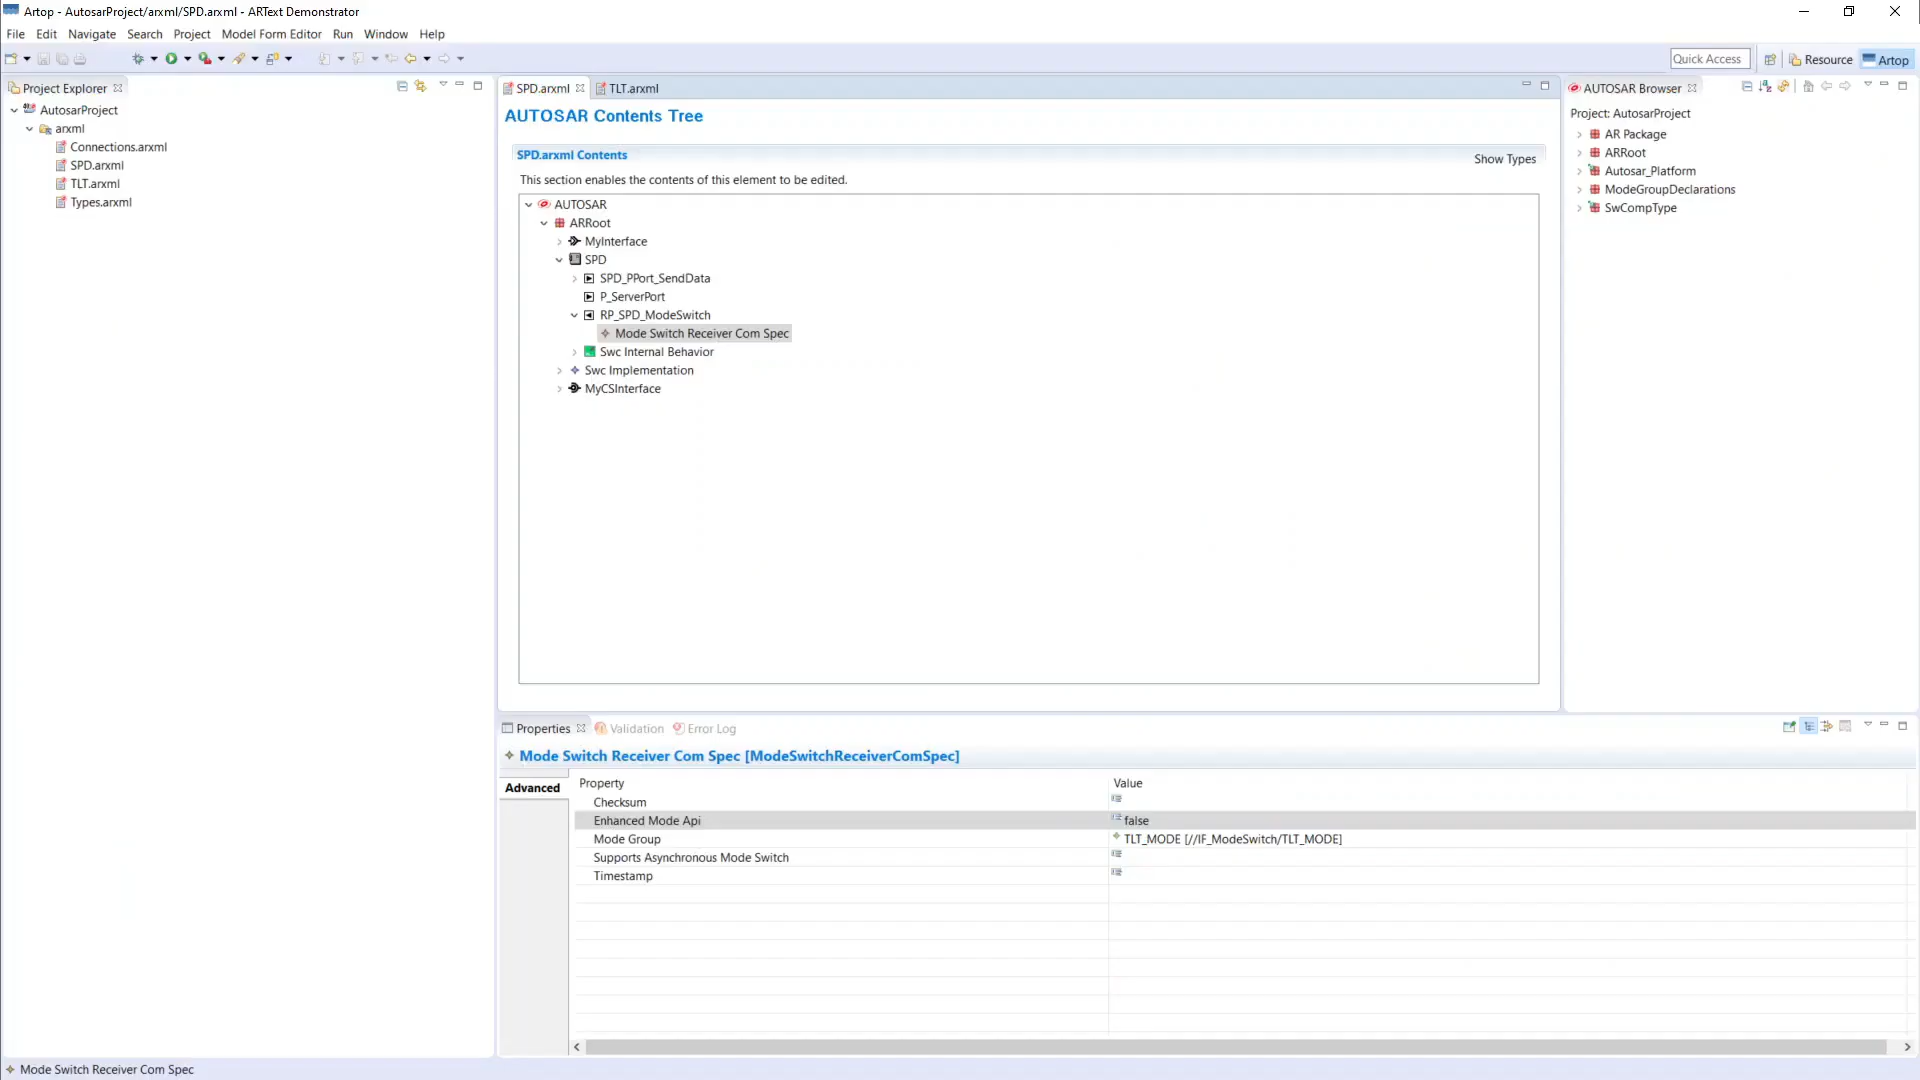 Artop - AutosarProject/arxml/SPD.arxml - ARText Demonstrator
File Edit Navigate Search Project Model Form Editor Run Window Help
Quick Access Resource Artop
Project Explorer
AutosarProject
arxml
Connections.arxml
SPD.arxml
TLT.arxml
Types.arxml
SPD.arxml TLT.arxml
AUTOSAR Contents Tree
SPD.arxml Contents
Show Types
This section enables the contents of this element to be edited.
AUTOSAR
ARRoot
MyInterface
SPD
SPD_PPort_SendData
P_ServerPort
RP_SPD_ModeSwitch
Mode Switch Receiver Com Spec
Swc Internal Behavior
Swc Implementation
MyCSInterface
AUTOSAR Browser
Project: AutosarProject
AR Package
ARRoot
Autosar_Platform
ModeGroupDeclarations
SwCompType
Properties Validation Error Log
Mode Switch Receiver Com Spec [ModeSwitchReceiverComSpec]
Advanced
Property Value
Checksum
Enhanced Mode Api false
Mode Group TLT_MODE [//IF_ModeSwitch/TLT_MODE]
Supports Asynchronous Mode Switch
Timestamp
Mode Switch Receiver Com Spec